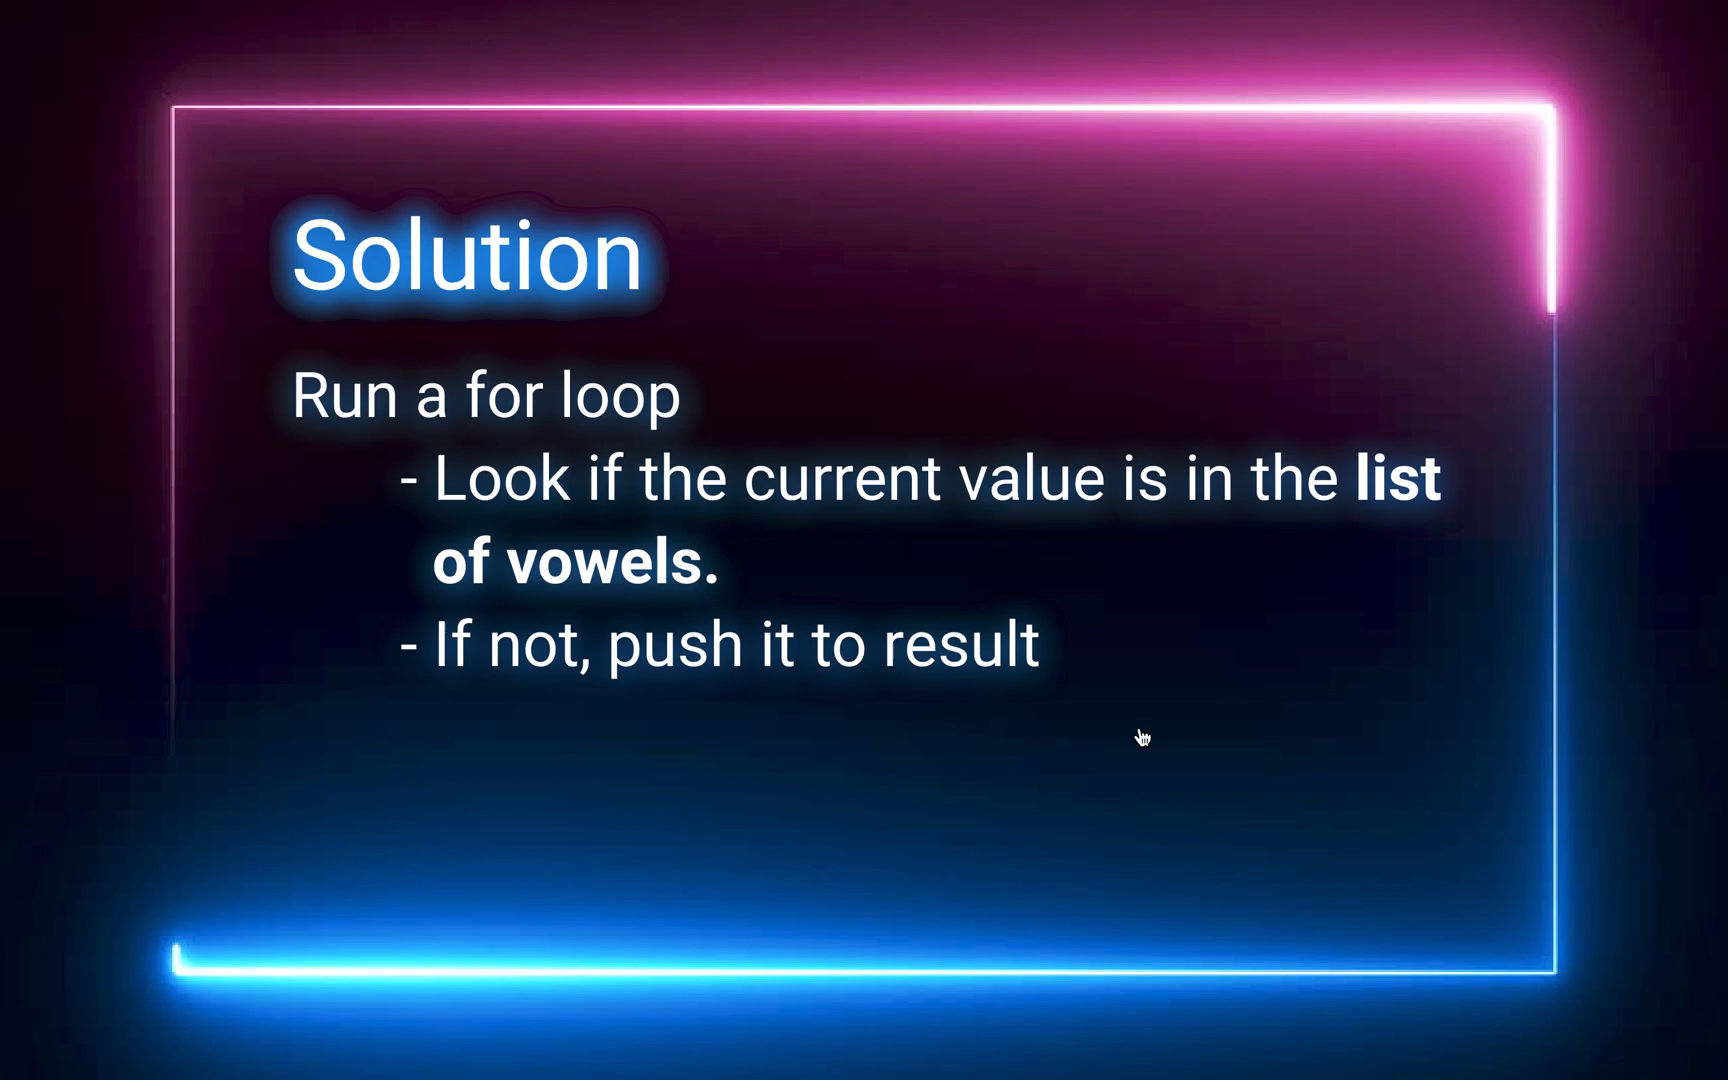 Solution
Run a for loop
- Look if the current value is in the list
of vowels.
- If not, push it to result